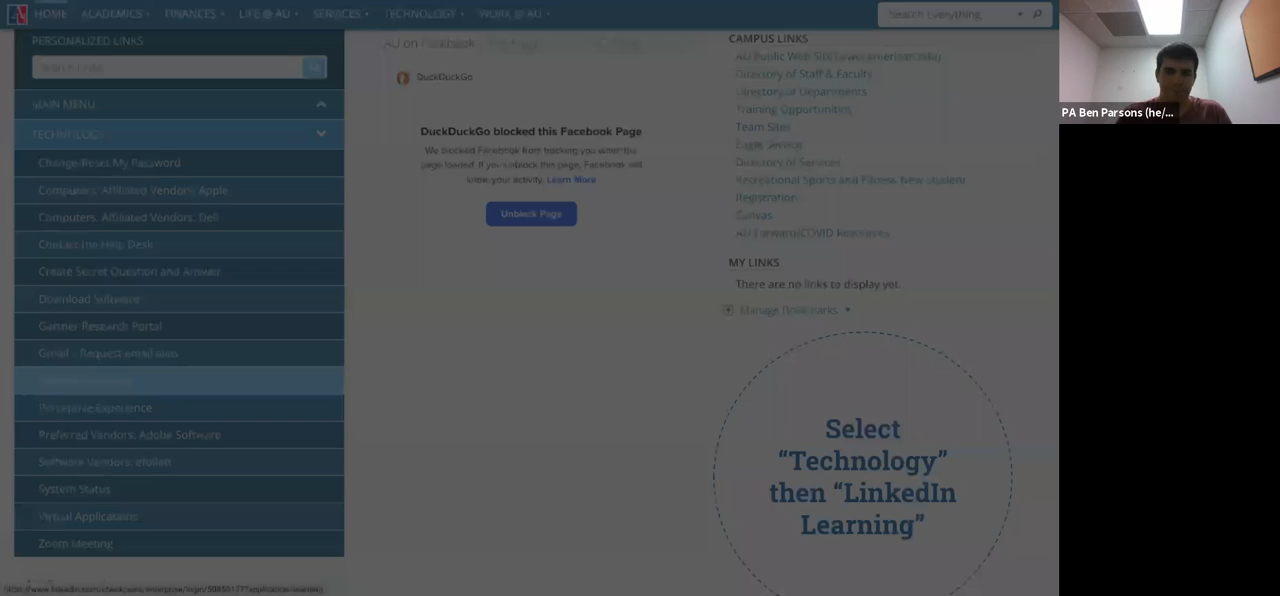 HOME ACADEMICS FINANCES LIFE @ AU SERVICES TECHNOLOGY WORK @ AU Search Everything
PERSONALIZED LINKS
MAIN MENU
TECHNOLOGY
Change/Reset My Password
Computers: Affiliated Vendors: Apple
Computers: Affiliated Vendors: Dell
Contact the Help Desk
Create Secret Question and Answer
Download Software
Gartner Research Portal
Gmail - Request email alias
Perceptive Experience
Preferred Vendors: Adobe Software
Software Vendors: eTollFree
System Status
Virtual Applications
Zoom Meeting
AU on Facebook
DuckDuckGo
DuckDuckGo blocked this Facebook Page
We blocked Facebook from tracking you when the
page loaded. If you unblock this page, Facebook will
know your activity. Learn More
Unblock Page
CAMPUS LINKS
AU Public Web Site (www.american.edu)
Directory of Staff & Faculty
Directory of Departments
Training Opportunities
Team Sites
Eagle Service
Directory of Services
Recreational Sports and Fitness New Student
Registration
Canvas
AU Forward/COVID Resources
MY LINKS
There are no links to display yet.
Manage Bookmarks
Select
“Technology”
then “LinkedIn
Learning”
PA Ben Parsons (he/...